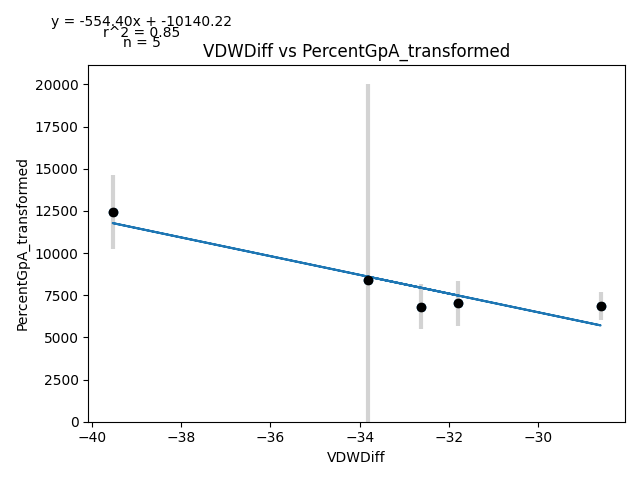 y = -554.40x + -10140.22
r^2 = 0.85
n = 5
VDWDiff vs PercentGpA_transformed
20000
17500
15000
12500
10000
7500
5000
2500
0
PercentGpA_transformed
−40
−38
−36
−34
−32
−30
VDWDiff